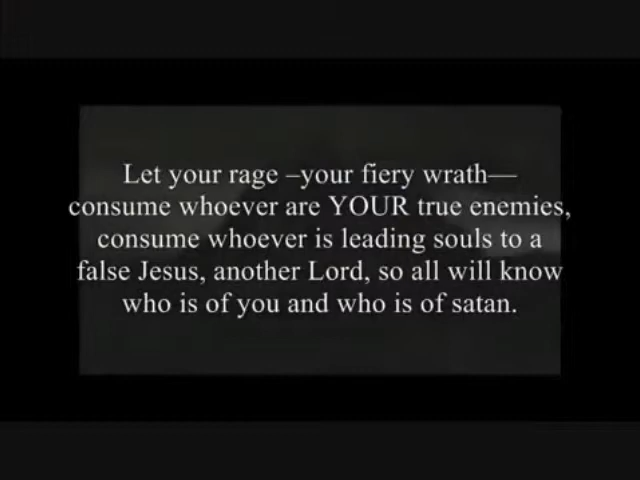 Let your rage –your fiery wrath—
consume whoever are YOUR true enemies,
consume whoever is leading souls to a
false Jesus, another Lord, so all will know
who is of you and who is of satan.